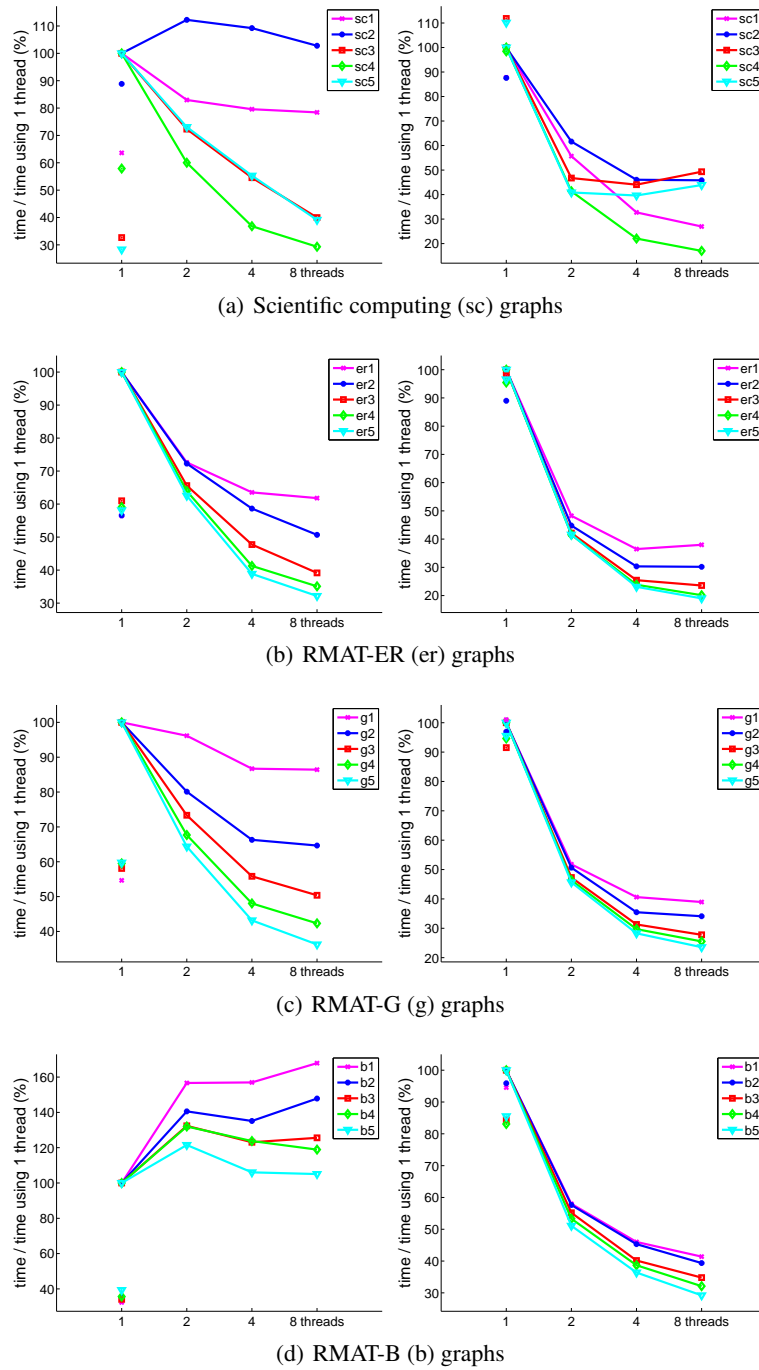 time / time using 1 thread (%)
110
100
90
80
70
60
50
40
30
1 2 4 8 threads
sc1
sc2
sc3
sc4
sc5
time / time using 1 thread (%)
110
100
90
80
70
60
50
40
30
20
1 2 4 8 threads
sc1
sc2
sc3
sc4
sc5
(a) Scientific computing (sc) graphs
time / time using 1 thread (%)
100
90
80
70
60
50
40
30
1 2 4 8 threads
er1
er2
er3
er4
er5
time / time using 1 thread (%)
100
90
80
70
60
50
40
30
20
1 2 4 8 threads
er1
er2
er3
er4
er5
(b) RMAT-ER (er) graphs
time / time using 1 thread (%)
100
90
80
70
60
50
40
1 2 4 8 threads
g1
g2
g3
g4
g5
time / time using 1 thread (%)
100
90
80
70
60
50
40
30
20
1 2 4 8 threads
g1
g2
g3
g4
g5
(c) RMAT-G (g) graphs
time / time using 1 thread (%)
160
140
120
100
80
60
40
1 2 4 8 threads
b1
b2
b3
b4
b5
time / time using 1 thread (%)
100
90
80
70
60
50
40
30
1 2 4 8 threads
b1
b2
b3
b4
b5
(d) RMAT-B (b) graphs